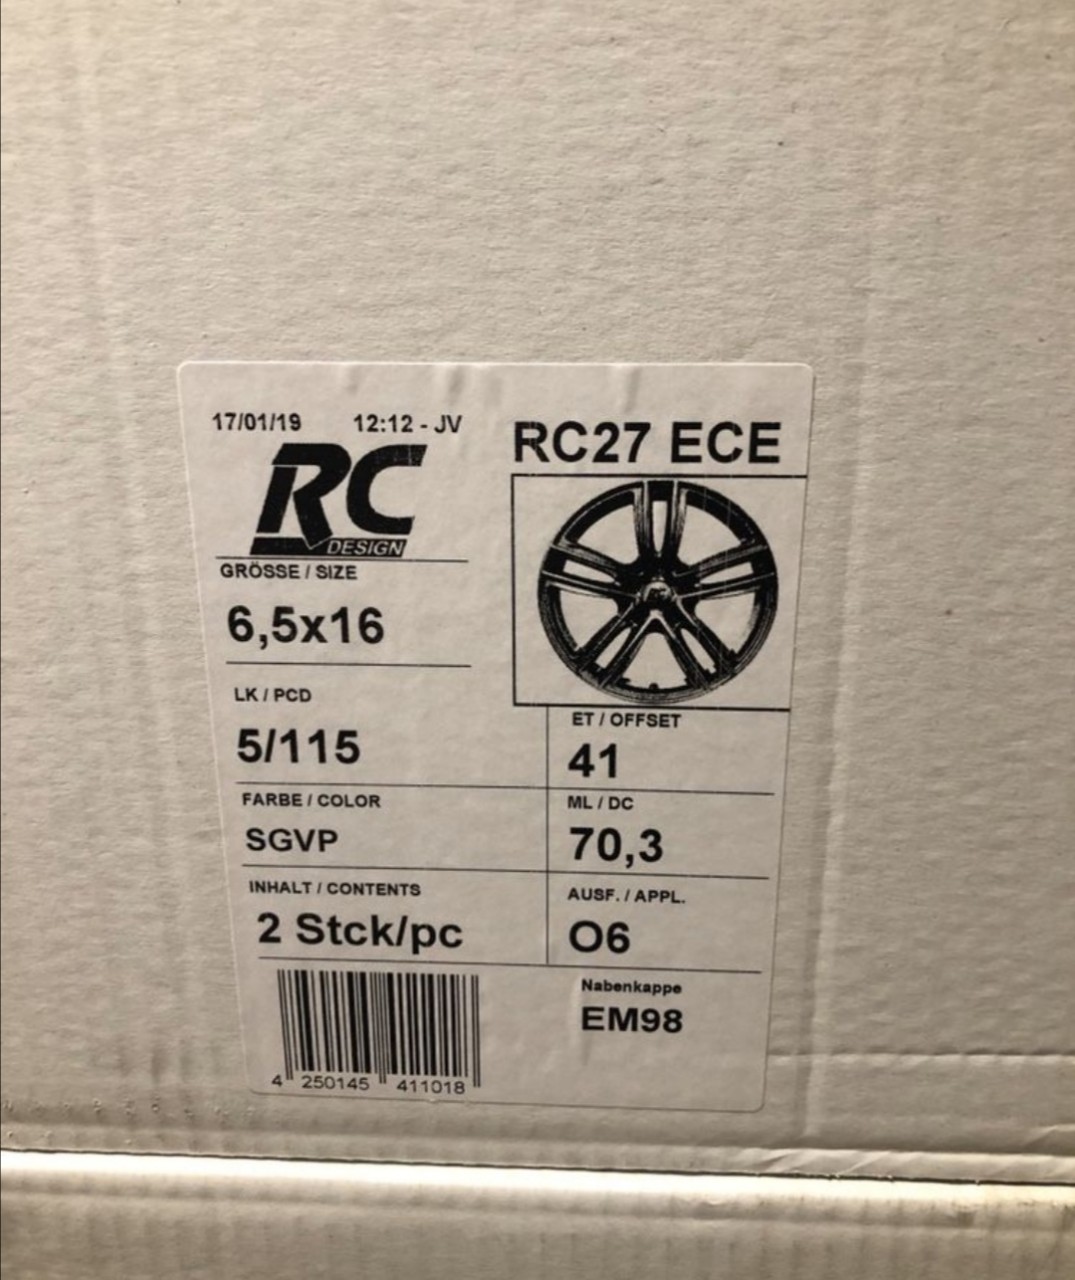 17/01/19 12:12 - JV
RC27 ECE
RC
DESIGN
GRÖSSE / SIZE
6,5x16
LK / PCD
5/115
ET / OFFSET
41
FARBE / COLOR
SGVP
ML / DC
70,3
INHALT / CONTENTS
2 Stck/pc
AUSF. / APPL.
O6
Nabenkappe
EM98
4 250145 411018